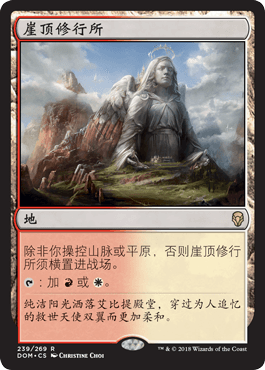 崖顶修行所
地
除非你操控山脉或平原，否则崖顶修行
所须横置进战场。
：加或。
纯洁阳光洒落艾比提殿堂，穿过为人追忆
的救世天使双翼而更加柔和。
239/269 R
DOM • CS CHRISTINE CHOI
™ & © 2018 Wizards of the Coast